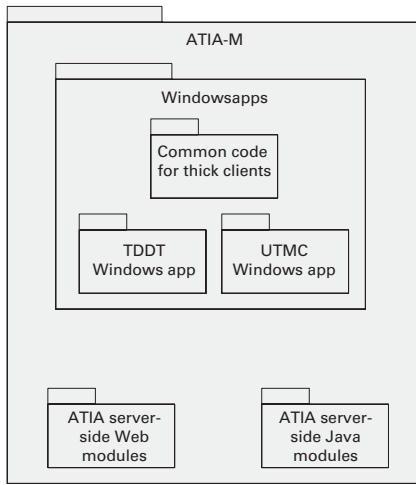 ATIA-M
Windowsapps
Common code
for thick clients
TDDT
Windows app
UTMC
Windows app
ATIA server-
side Web
modules
ATIA server-
side Java
modules